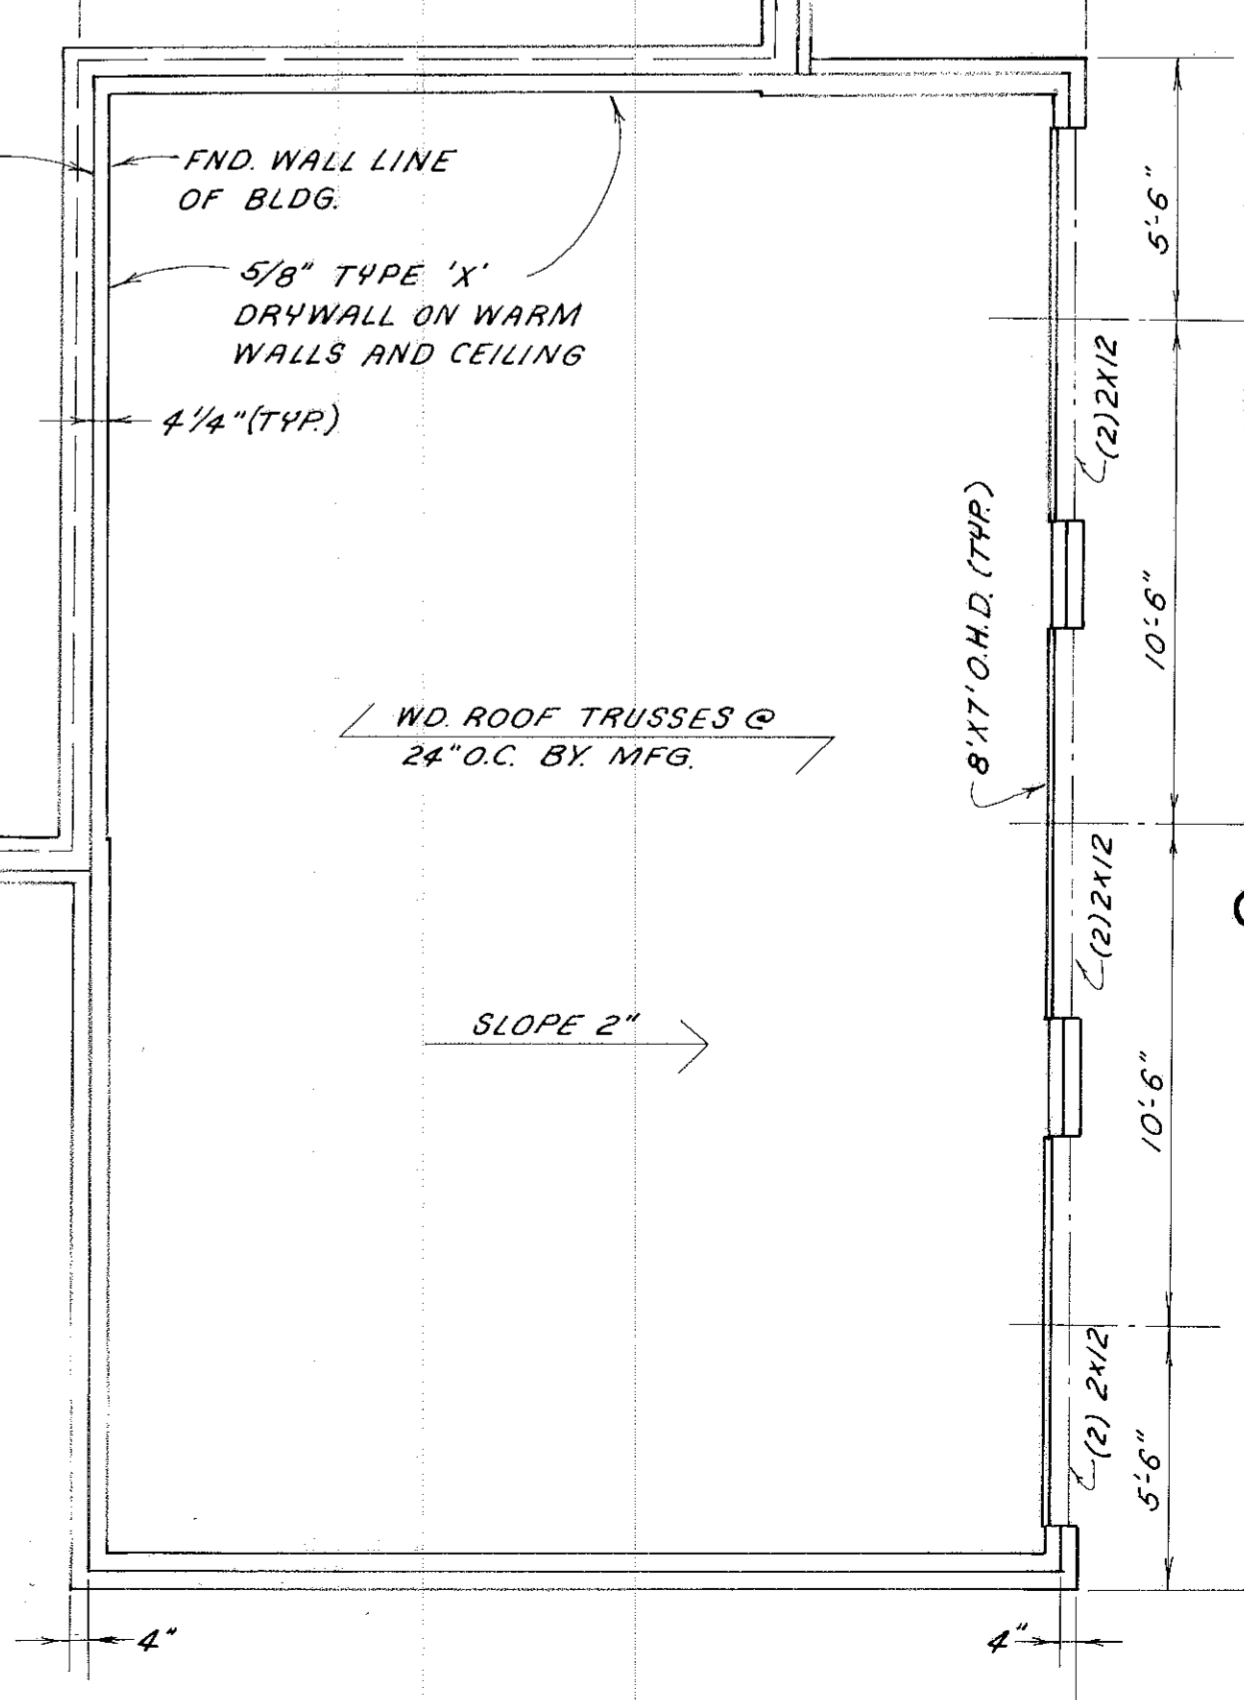 FND. WALL LINE
OF BLDG.
5/8" TYPE 'X'
DRYWALL ON WARM
WALLS AND CEILING
4 1/4" (TYP.)
5'-6"
(2) 2X12
8'X7' O.H.D. (TYP.)
10'-6"
WD. ROOF TRUSSES @
24" O.C. BY. MFG.
(2) 2X12
SLOPE 2"
10'-6"
(2) 2X12
5'-6"
4"
4"